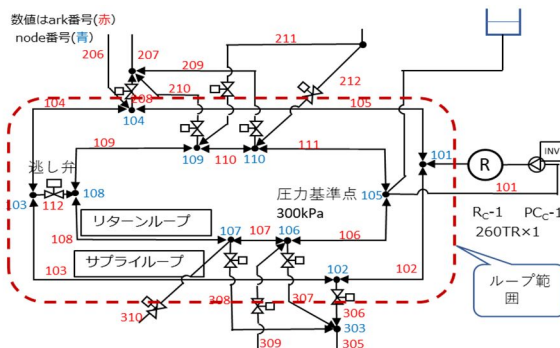 数値はark番号(赤)
node番号(青)
206
207
211
209
210
212
208
104
104
105
109
109
110
110
111
101
INV
R
逃し弁
103
112
108
圧力基準点
300kPa
105
101
R_C-1
PC_C-1
260TR×1
リターンループ
108
107
107
106
106
サプライループ
103
102
102
ループ範
囲
308
307
306
310
303
309
305